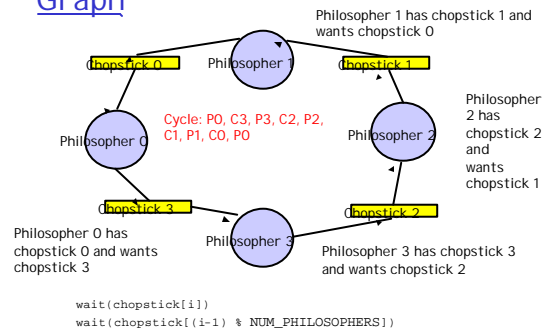 Graph
Philosopher 1 has chopstick 1 and
wants chopstick 0
Chopstick 0
Philosopher 1
Chopstick 1
Cycle: P0, C3, P3, C2, P2,
C1, P1, C0, P0
Philosopher 0
Philosopher 2
Philosopher
2 has
chopstick 2
and
wants
chopstick 1
Chopstick 3
Chopstick 2
Philosopher 0 has
chopstick 0 and wants
chopstick 3
Philosopher 3
Philosopher 3 has chopstick 3
and wants chopstick 2
wait(chopstick[i])
wait(chopstick[(i-1) % NUM_PHILOSOPHERS])